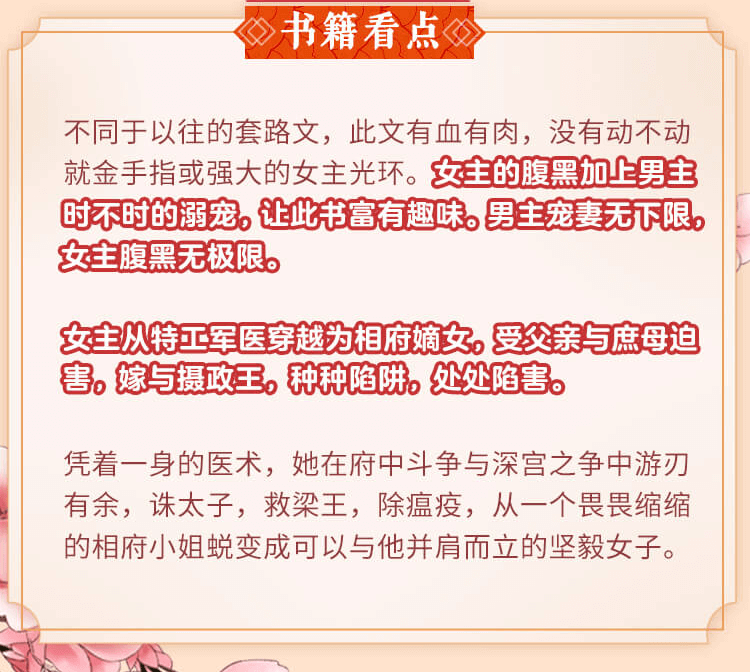 书籍看点
不同于以往的套路文，此文有血有肉，没有动不动
就金手指或强大的女主光环。女主的腹黑加上男主
时不时的溺宠，让此书富有趣味。男主宠妻无下限，
女主腹黑无极限。
女主从特工军医穿越为相府嫡女，受父亲与庶母迫
害，嫁与摄政王，种种陷阱，处处陷害。
凭着一身的医术，她在府中斗争与深宫之争中游刃
有余，诛太子，救梁王，除瘟疫，从一个畏畏缩缩
的相府小姐蜕变成可以与他并肩而立的坚毅女子。